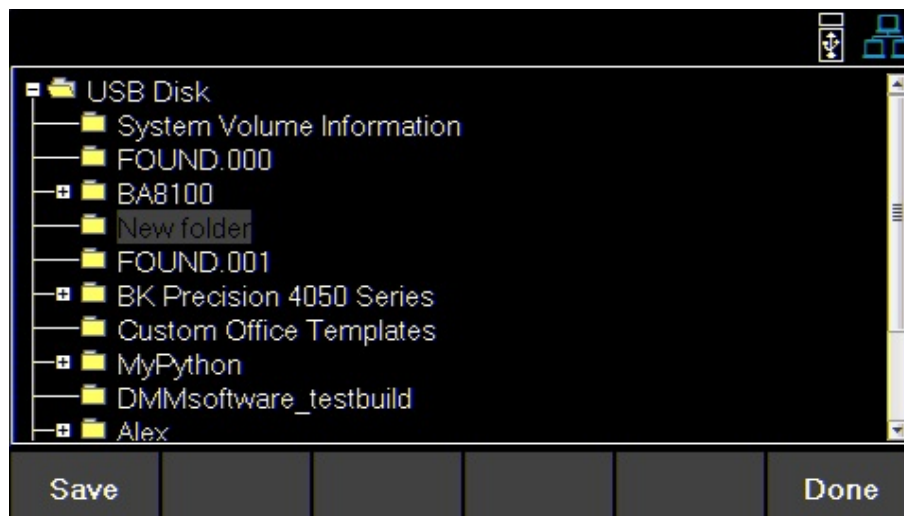 USB Disk
System Volume Information
FOUND.000
BA8100
New folder
FOUND.001
BK Precision 4050 Series
Custom Office Templates
MyPython
DMMsoftware_testbuild
Alex
Save Done